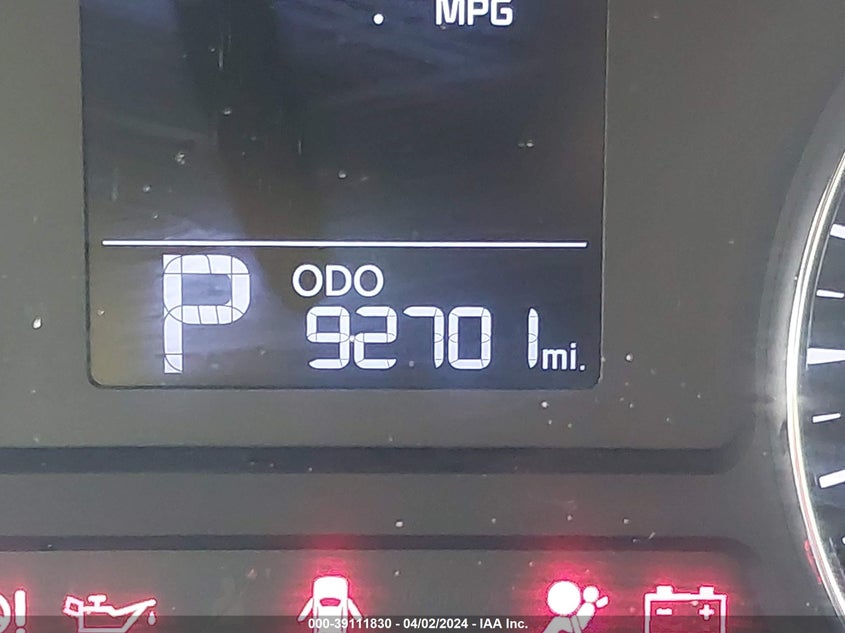 MPG
P
ODO
92701 mi.
000-39111830 - 04/02/2024 - IAA Inc.